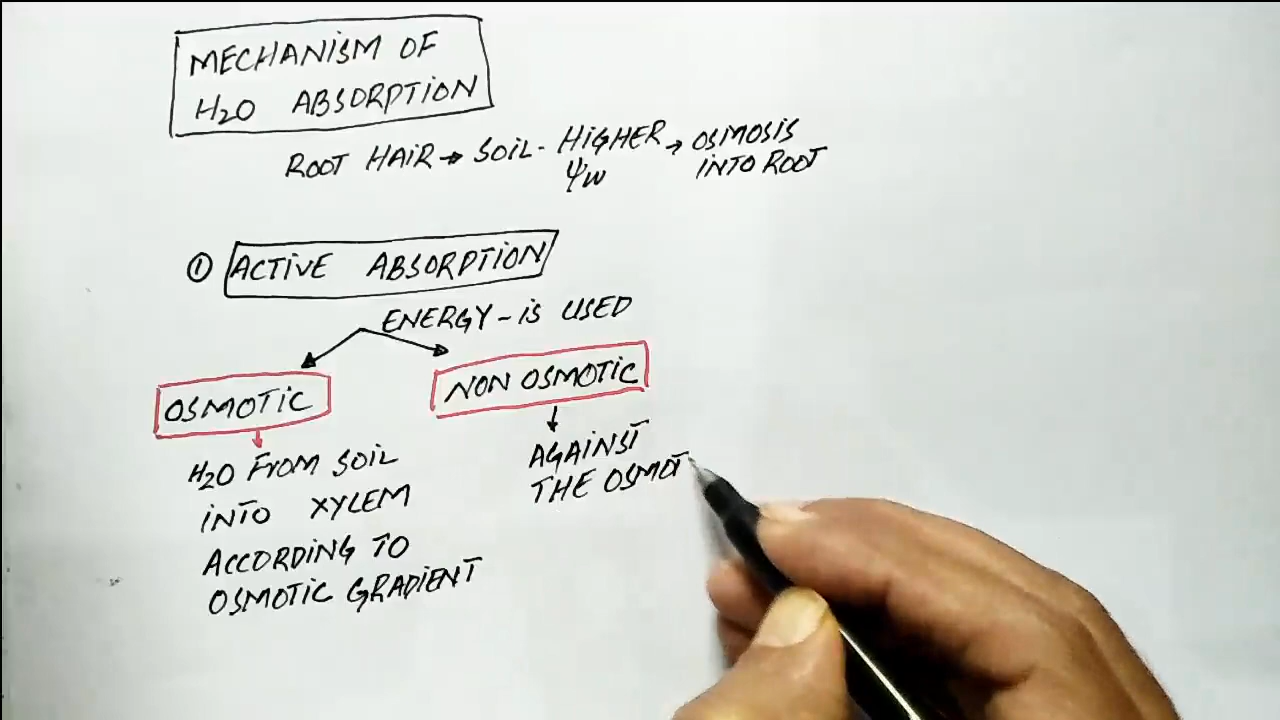 MECHANISM OF
H2O ABSORPTION
ROOT HAIR → SOIL - HIGHER → OSMOSIS
Ψw INTO ROOT
① ACTIVE ABSORPTION
ENERGY - IS USED
OSMOTIC
NON OSMOTIC
H2O FROM SOIL
INTO XYLEM
ACCORDING TO
OSMOTIC GRADIENT
AGAINST
THE OSMOT